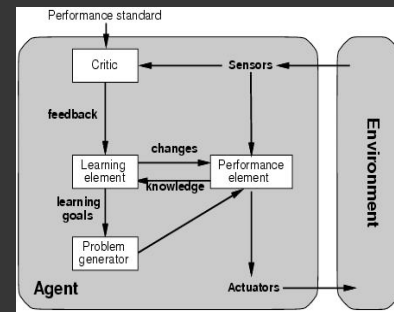 Performance standard
Critic
Sensors
feedback
changes
Learning
element
Performance
element
knowledge
learning
goals
Problem
generator
Agent
Actuators
Environment